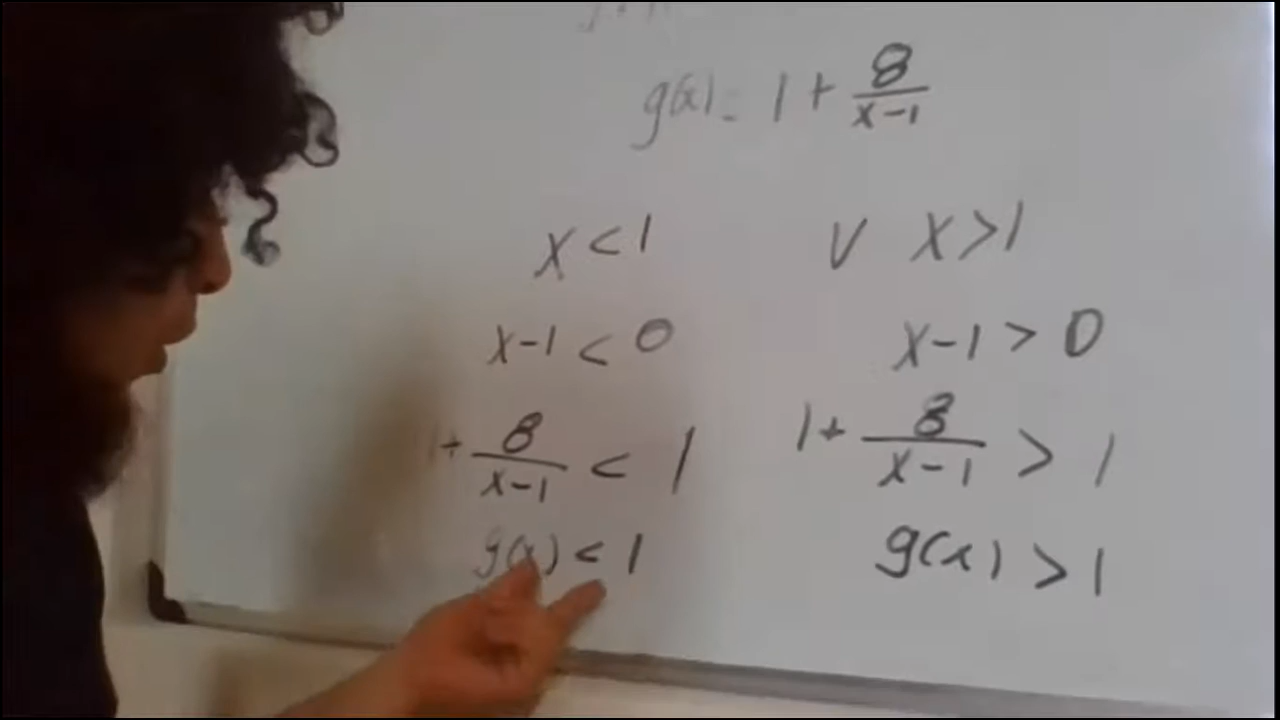 g(x) = 1 + 8/(x-1)
x < 1 V x > 1
x-1 < 0 x-1 > 0
1+ 8/(x-1) < 1 1+ 8/(x-1) > 1
g(x) < 1 g(x) > 1